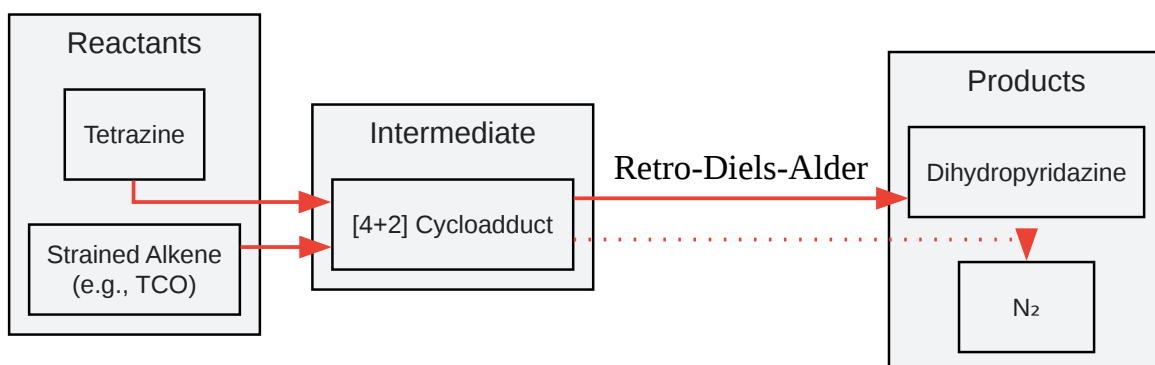 Reactants
Tetrazine
Strained Alkene
(e.g., TCO)
Intermediate
[4+2] Cycloadduct
Retro-Diels-Alder
Products
Dihydropyridazine
N₂